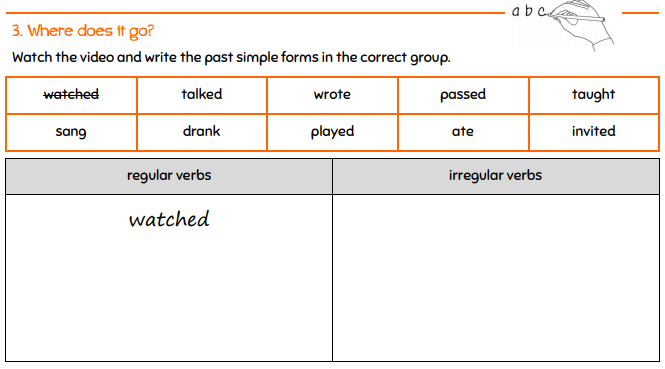 a b c
3. Where does it go?
Watch the video and write the past simple forms in the correct group.
watched talked wrote passed taught
sang drank played ate invited
regular verbs irregular verbs
watched